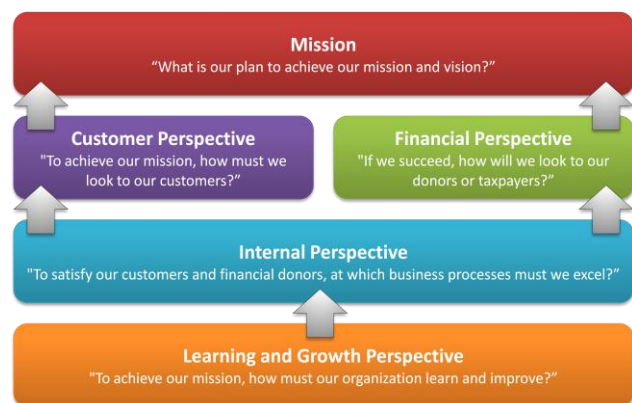 Mission
“What is our plan to achieve our mission and vision?”
Customer Perspective
"To achieve our mission, how must we
look to our customers?”
Financial Perspective
"If we succeed, how will we look to our
donors or taxpayers?”
Internal Perspective
"To satisfy our customers and financial donors, at which business processes must we excel?”
Learning and Growth Perspective
"To achieve our mission, how must our organization learn and improve?”